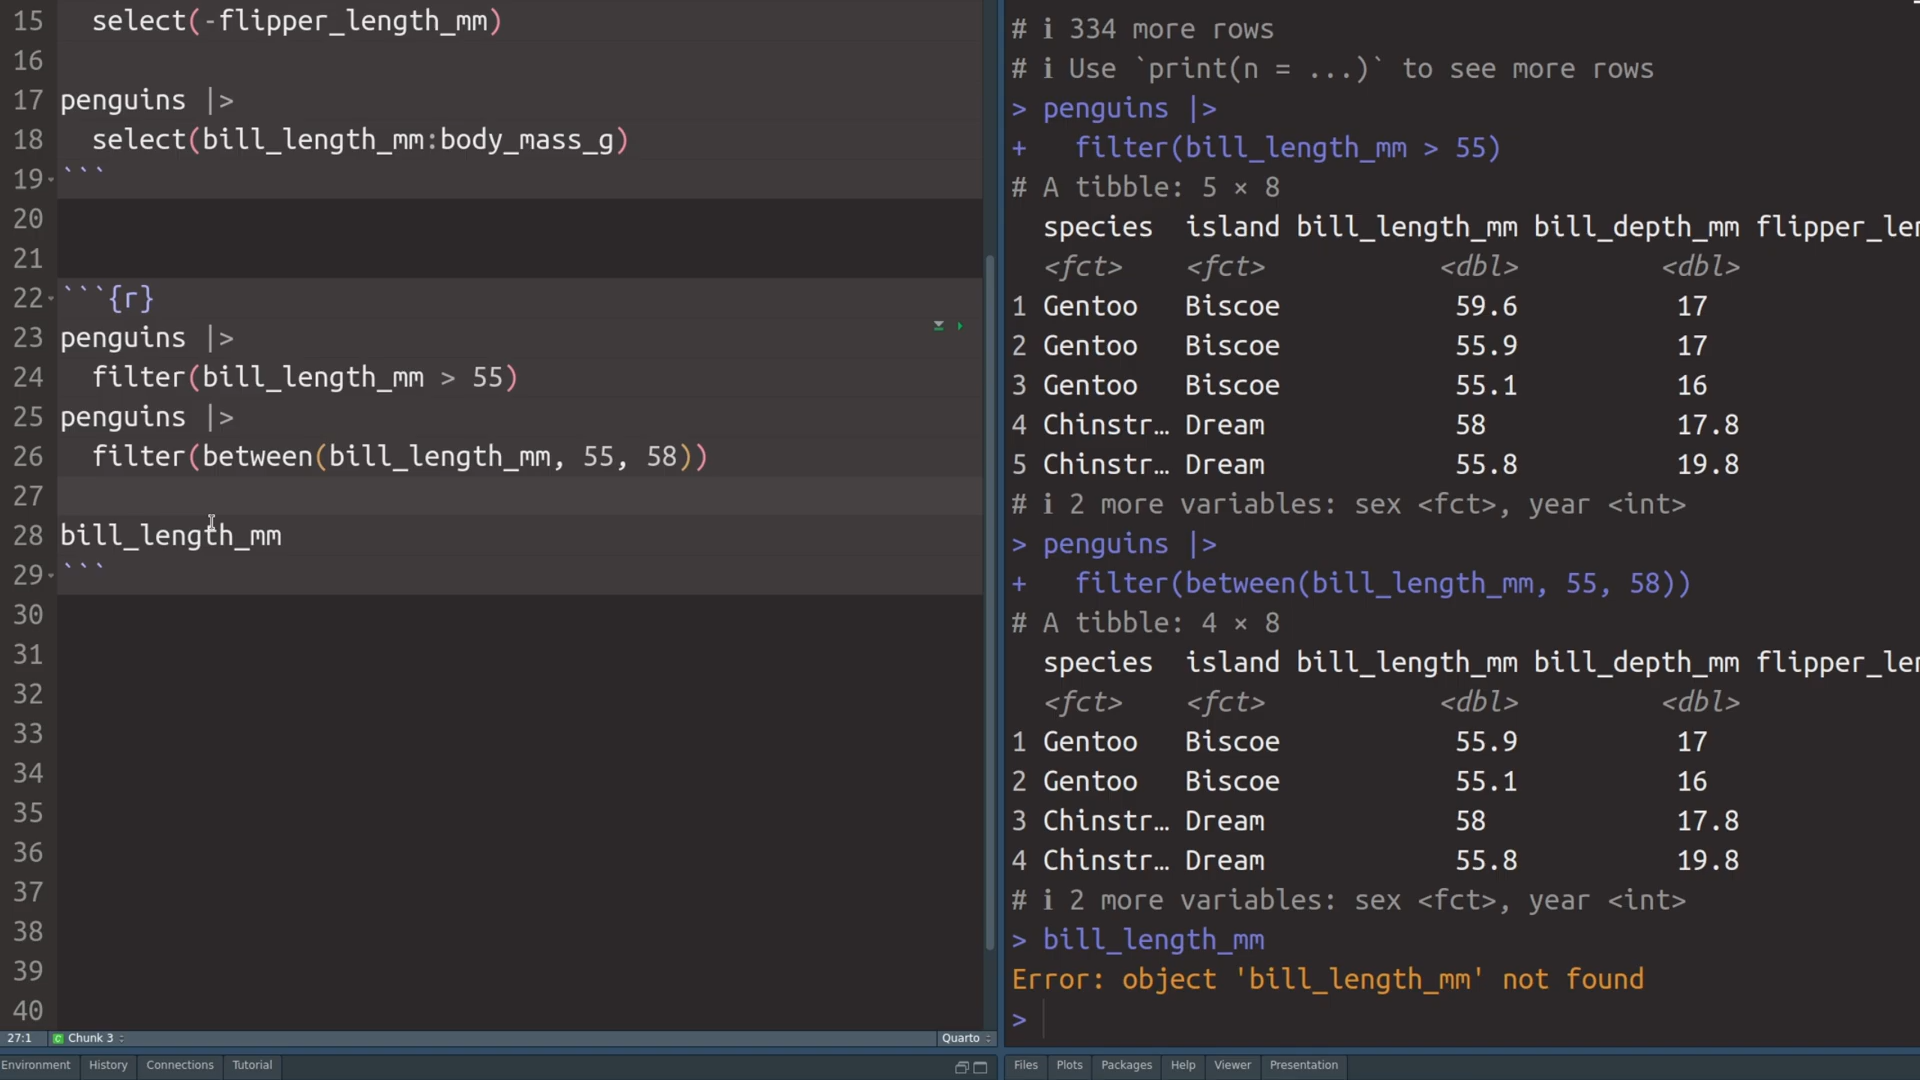 15 select(-flipper_length_mm)
16
17 penguins |>
18 select(bill_length_mm:body_mass_g)
19 ```
20
21
22 ```{r}
23 penguins |>
24 filter(bill_length_mm > 55)
25 penguins |>
26 filter(between(bill_length_mm, 55, 58))
27
28 bill_length_mm
29 ```
30
31
32
33
34
35
36
37
38
39
40
27:1 Chunk 3 Quarto
Environment History Connections Tutorial
# ℹ 334 more rows
# ℹ Use `print(n = ...)` to see more rows
> penguins |>
+ filter(bill_length_mm > 55)
# A tibble: 5 × 8
species island bill_length_mm bill_depth_mm flipper_len
<fct> <fct> <dbl> <dbl>
1 Gentoo Biscoe 59.6 17
2 Gentoo Biscoe 55.9 17
3 Gentoo Biscoe 55.1 16
4 Chinstr… Dream 58 17.8
5 Chinstr… Dream 55.8 19.8
# ℹ 2 more variables: sex <fct>, year <int>
> penguins |>
+ filter(between(bill_length_mm, 55, 58))
# A tibble: 4 × 8
species island bill_length_mm bill_depth_mm flipper_len
<fct> <fct> <dbl> <dbl>
1 Gentoo Biscoe 55.9 17
2 Gentoo Biscoe 55.1 16
3 Chinstr… Dream 58 17.8
4 Chinstr… Dream 55.8 19.8
# ℹ 2 more variables: sex <fct>, year <int>
> bill_length_mm
Error: object 'bill_length_mm' not found
>
Files Plots Packages Help Viewer Presentation